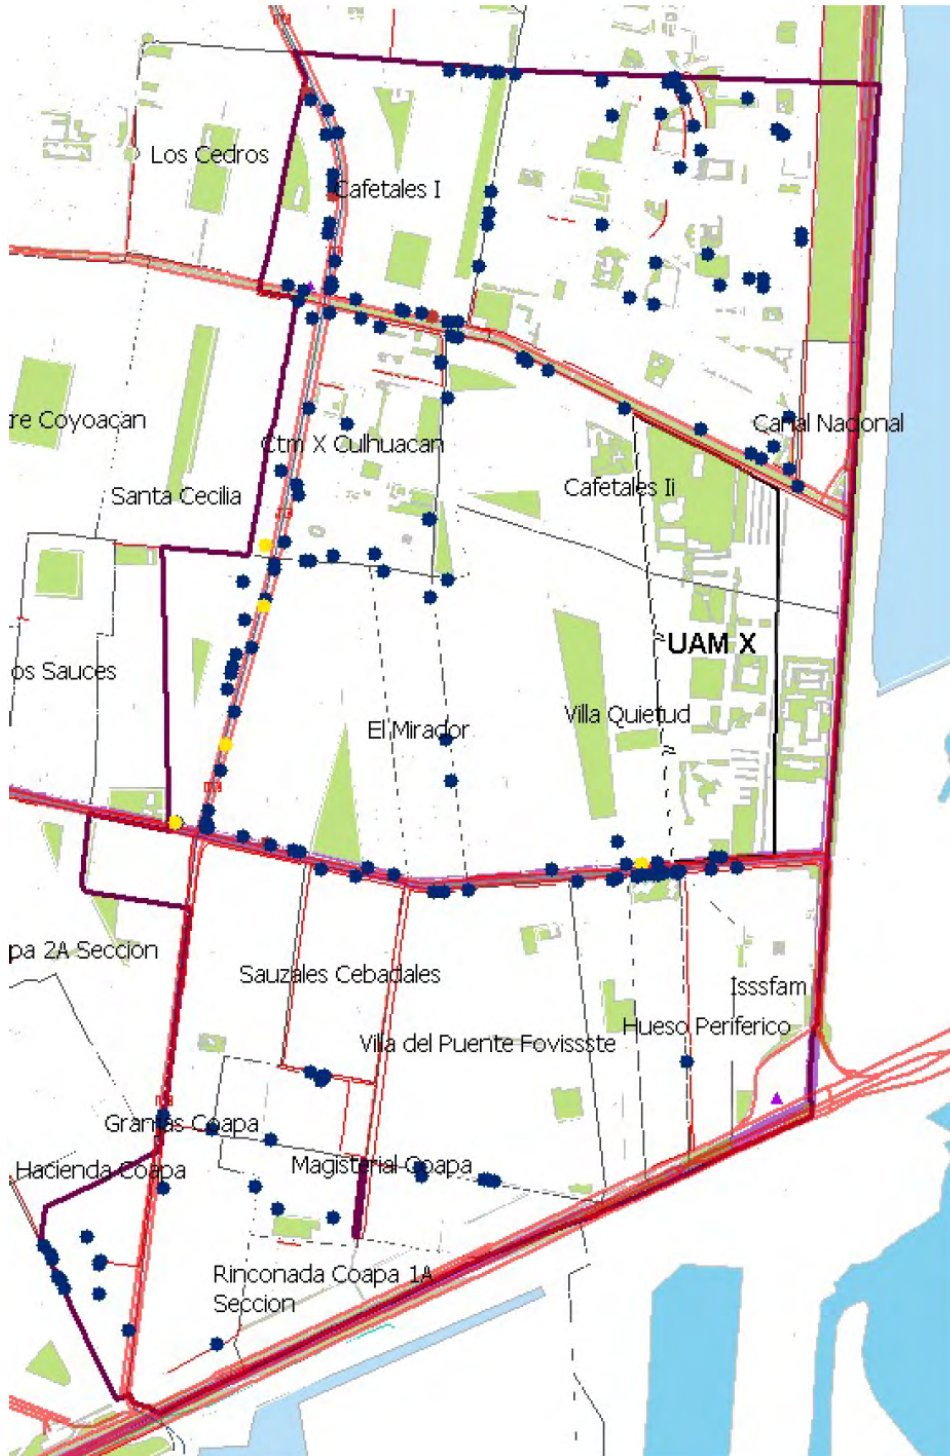 Los Cedros
Cafetales I
re Coyoacan
Canal Nacional
Ctm X Culhuacan
Santa Cecilia
Cafetales Ii
UAM X
os Sauces
Villa Quietud
El Mirador
pa 2A Seccion
Sauzales Cebadales
Isssfam
Hueso Periferico
Villa del Puente Fovissste
Granjas Coapa
Hacienda Coapa
Magisterial Coapa
Rinconada Coapa 1A
Seccion